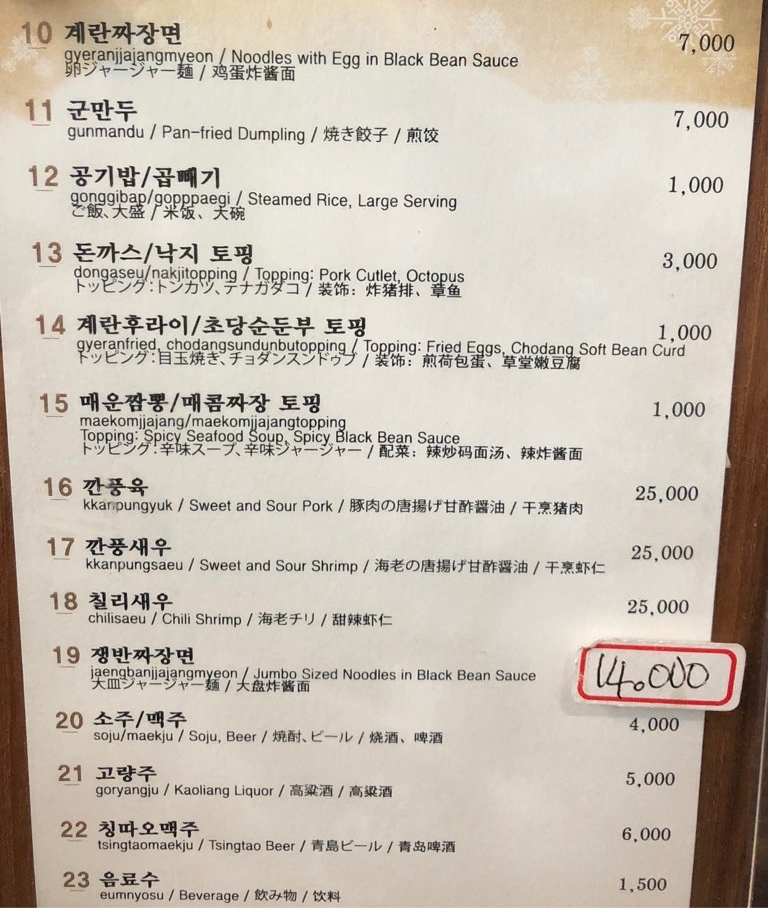 10 계란짜장면 7,000
gyeranjjajangmyeon / Noodles with Egg in Black Bean Sauce
卵ジャージャー麺 / 鸡蛋炸酱面
11 군만두 7,000
gunmandu / Pan-fried Dumpling / 焼き餃子 / 煎饺
12 공기밥/곱빼기 1,000
gonggibap/gopppaegi / Steamed Rice, Large Serving
ご飯、大盛 / 米饭、大碗
13 돈까스/낙지 토핑 3,000
dongaseu/nakjitopping / Topping: Pork Cutlet, Octopus
トッピング:トンカツ、テナガダコ / 装饰: 炸猪排、章鱼
14 계란후라이/초당순둔부 토핑 1,000
gyeranfried, chodangsundunbutopping / Topping: Fried Eggs, Chodang Soft Bean Curd
トッピング:目玉焼き、チョダンスンドゥブ / 装饰: 煎荷包蛋、草堂嫩豆腐
15 매운짬뽕/매콤짜장 토핑 1,000
maekomjjajang/maekomjjajangtopping
Topping: Spicy Seafood Soup, Spicy Black Bean Sauce
トッピング:辛味スープ、辛味ジャージャー / 配菜: 辣炒码面汤、辣炸酱面
16 깐풍육 25,000
kkanpungyuk / Sweet and Sour Pork / 豚肉の唐揚げ甘酢醤油 / 干烹猪肉
17 깐풍새우 25,000
kkanpungsaeu / Sweet and Sour Shrimp / 海老の唐揚げ甘酢醤油 / 干烹虾仁
18 칠리새우 25,000
chilisaeu / Chili Shrimp / 海老チリ / 甜辣虾仁
19 쟁반짜장면 14,000
jaengbanjjajangmyeon / Jumbo Sized Noodles in Black Bean Sauce
大皿ジャージャー麺 / 大盘炸酱面
20 소주/맥주 4,000
soju/maekju / Soju, Beer / 焼酎、ビール / 烧酒、啤酒
21 고량주 5,000
goryangju / Kaoliang Liquor / 高粱酒 / 高粱酒
22 칭따오맥주 6,000
tsingtaomaekju / Tsingtao Beer / 青島ビール / 青岛啤酒
23 음료수 1,500
eumnyosu / Beverage / 飲み物 / 饮料